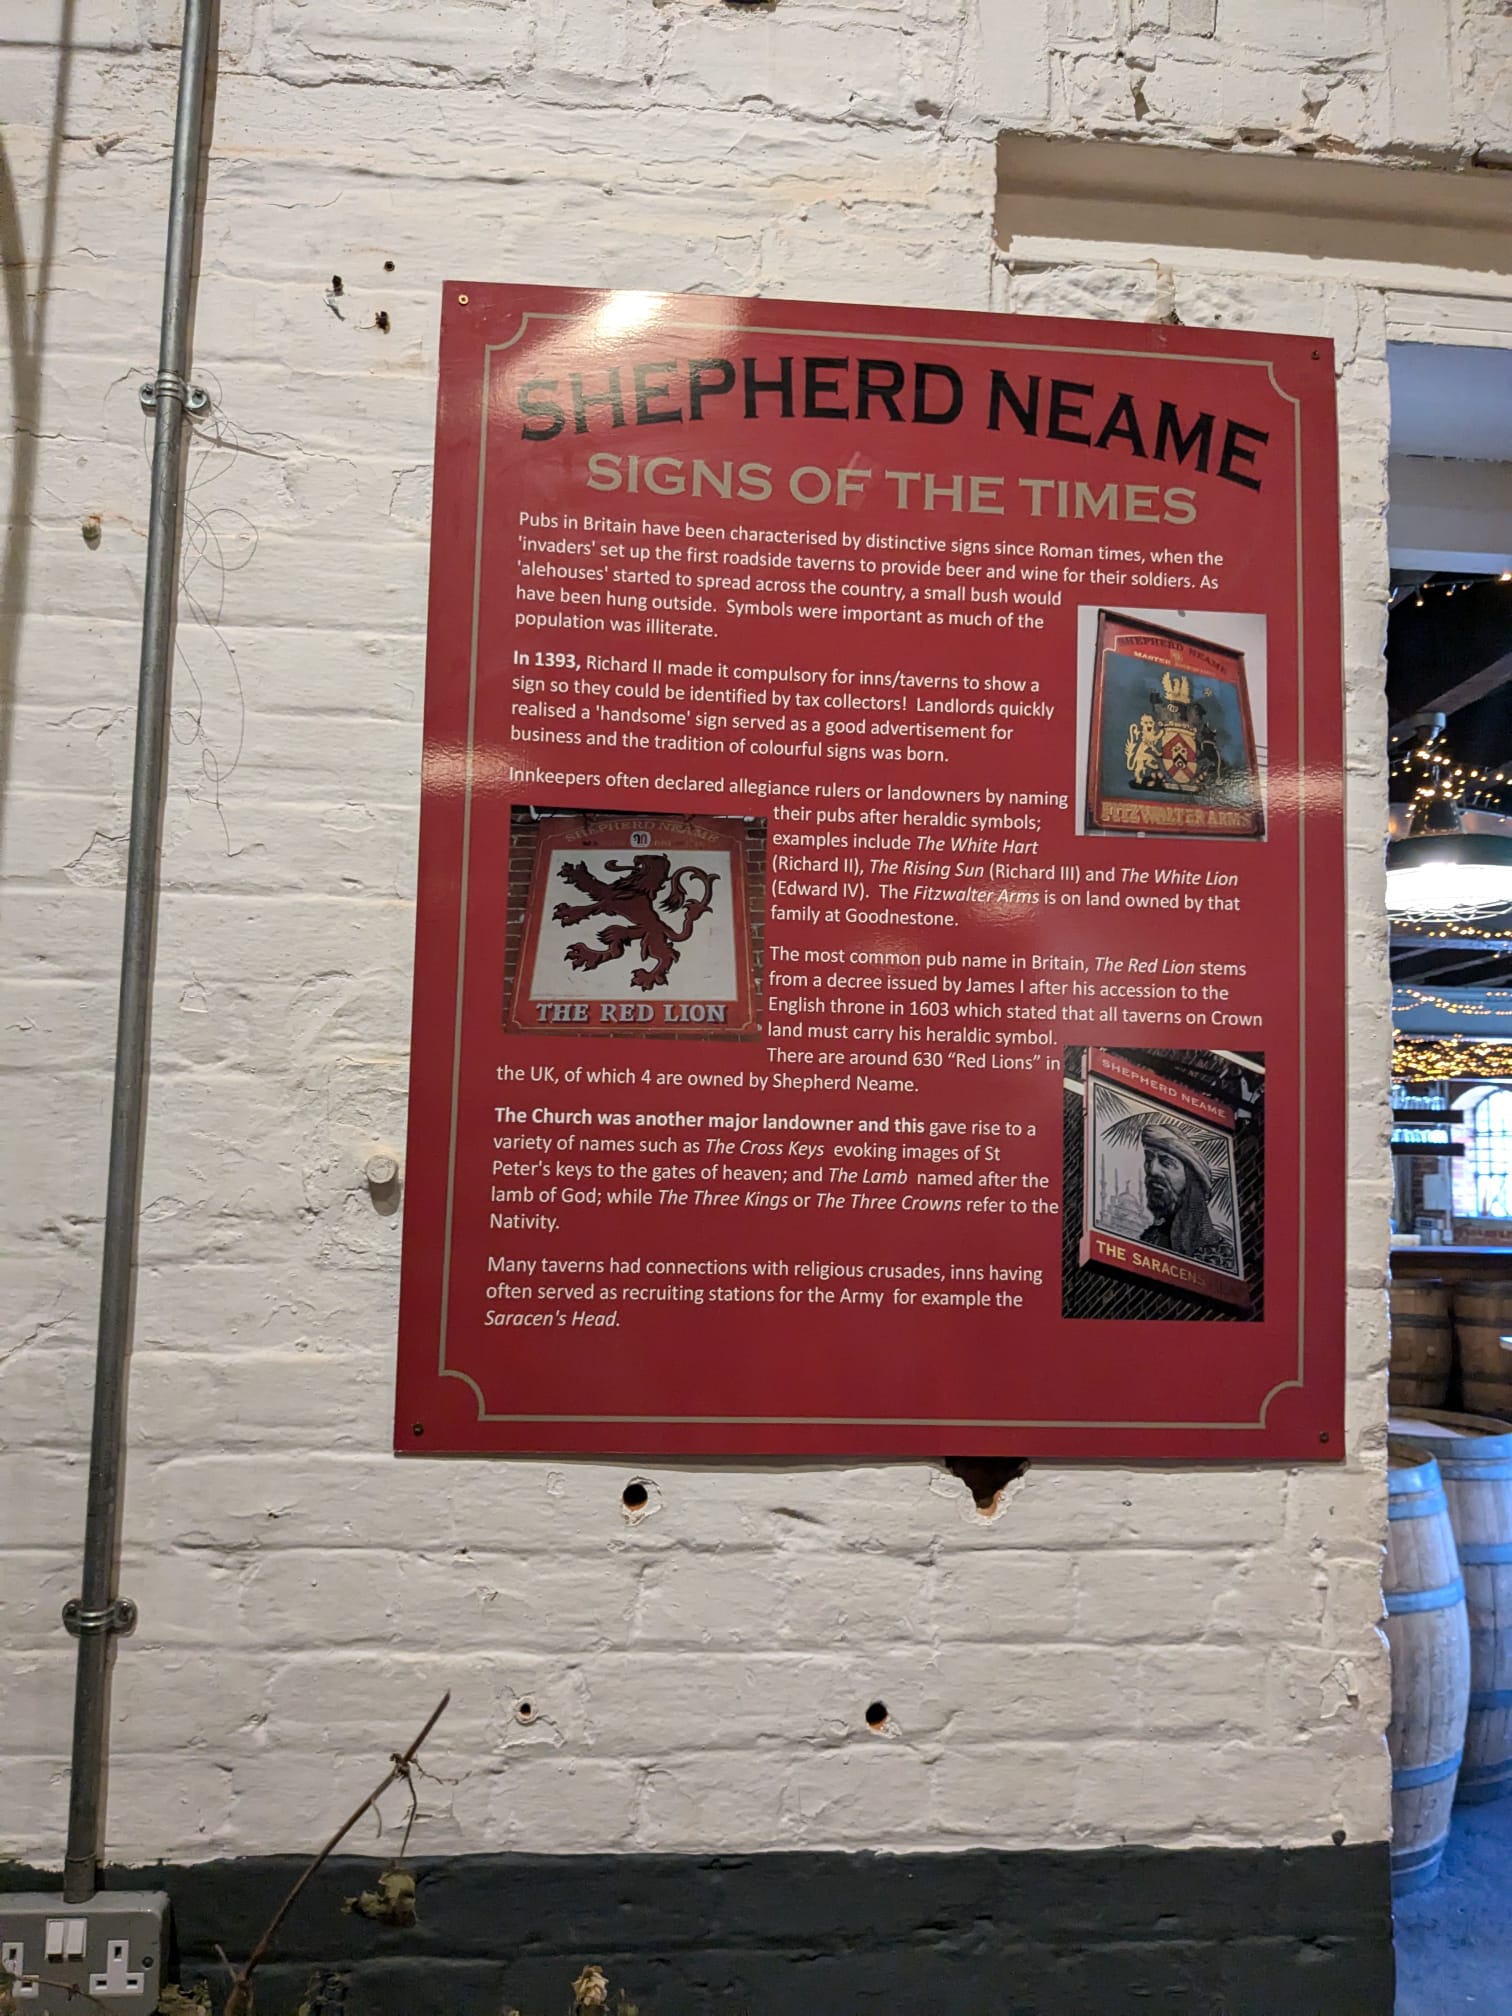 SHEPHERD NEAME
SIGNS OF THE TIMES
Pubs in Britain have been characterised by distinctive signs since Roman times, when the
'invaders' set up the first roadside taverns to provide beer and wine for their soldiers. As
'alehouses' started to spread across the country, a small bush would
have been hung outside. Symbols were important as much of the
population was illiterate.
In 1393, Richard II made it compulsory for inns/taverns to show a
sign so they could be identified by tax collectors! Landlords quickly
realised a 'handsome' sign served as a good advertisement for
business and the tradition of colourful signs was born.
SHEPHERD NEAME
MASTER
FITZWALTER ARMS
Innkeepers often declared allegiance rulers or landowners by naming
their pubs after heraldic symbols;
examples include The White Hart
(Richard II), The Rising Sun (Richard III) and The White Lion
(Edward IV). The Fitzwalter Arms is on land owned by that
family at Goodnestone.
SHEPHERD NEAME
THE RED LION
The most common pub name in Britain, The Red Lion stems
from a decree issued by James I after his accession to the
English throne in 1603 which stated that all taverns on Crown
land must carry his heraldic symbol.
There are around 630 “Red Lions” in
the UK, of which 4 are owned by Shepherd Neame.
The Church was another major landowner and this gave rise to a
variety of names such as The Cross Keys evoking images of St
Peter's keys to the gates of heaven; and The Lamb named after the
lamb of God; while The Three Kings or The Three Crowns refer to the
Nativity.
SHEPHERD NEAME
THE SARACENS
Many taverns had connections with religious crusades, inns having
often served as recruiting stations for the Army for example the
Saracen's Head.